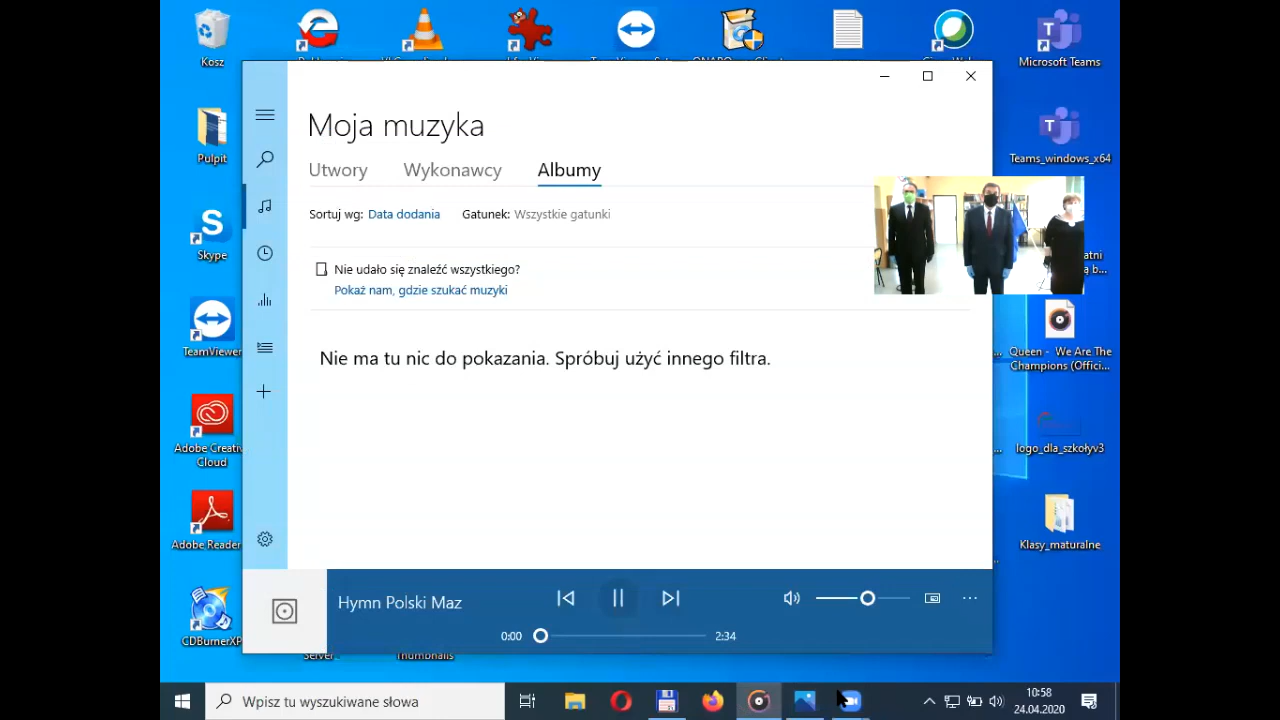 Kosz
Microsoft Teams
Pulpit
Teams_windows_x64
Skype
TeamViewer
Adobe Creati
Cloud
Adobe Reader
CDBurnerXP
Moja muzyka
Utwory
Wykonawcy
Albumy
Sortuj wg: Data dodania
Gatunek: Wszystkie gatunki
Nie udało się znaleźć wszystkiego?
Pokaż nam, gdzie szukać muzyki
Nie ma tu nic do pokazania. Spróbuj użyć innego filtra.
Queen - We Are The
Champions (Offici...
logo_dla_szkołyv3
Klasy_maturalne
Hymn Polski Maz
0:00
2:34
Server_
Thumbnails
Wpisz tu wyszukiwane słowa
10:58
24.04.2020